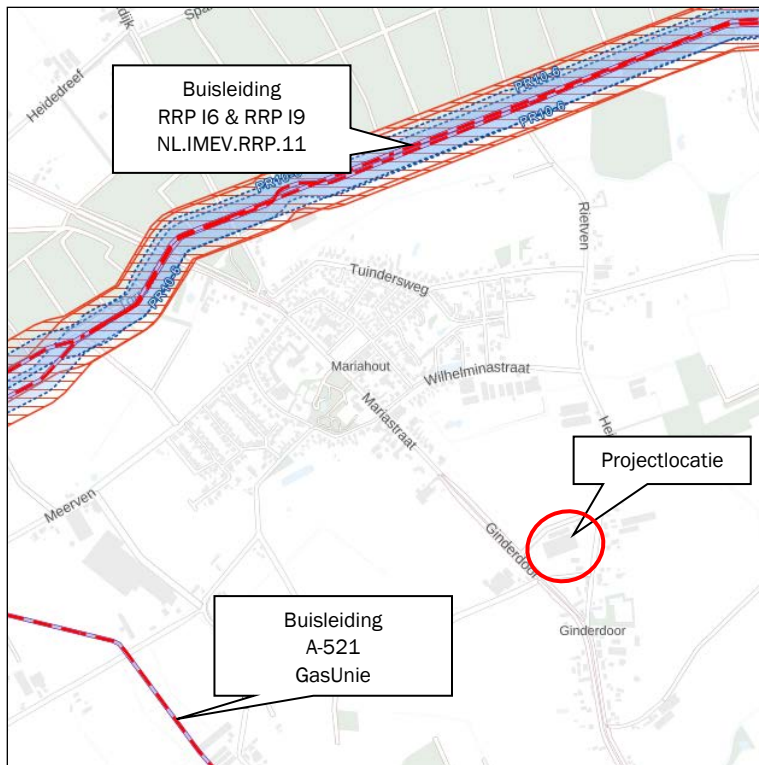 Heidedreef
Buisleiding
RRP I6 & RRP I9
NL.IMEV.RRP.11
PR10-6
PR10-6
PR10-6
Rietven
Tuindersweg
Mariahout
Wilhelminastraat
Mariastraat
Projectlocatie
Meerven
Ginderdoor
Buisleiding
A-521
GasUnie
Ginderdoor